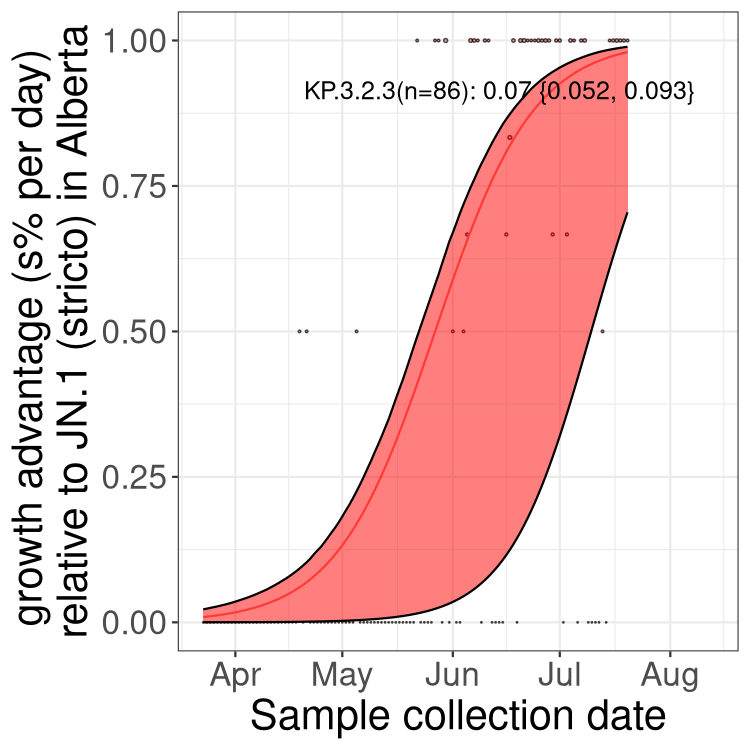 growth advantage (s% per day)
relative to JN.1 (stricto) in Alberta
1.00
0.75
0.50
0.25
0.00
KP.3.2.3(n=86): 0.07 {0.052, 0.093}
Apr May Jun Jul Aug
Sample collection date